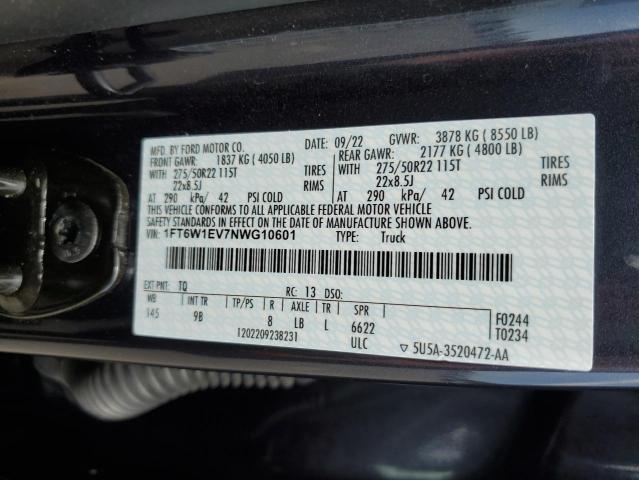 MFD. BY FORD MOTOR CO. DATE: 09/22 GVWR: 3878 KG ( 8550 LB)
FRONT GAWR: 1837 KG ( 4050 LB) REAR GAWR: 2177 KG ( 4800 LB)
WITH 275/50R22 115T TIRES WITH 275/50R22 115T TIRES
22x8.5J RIMS 22x8.5J RIMS
AT 290 kPa/ 42 PSI COLD AT 290 kPa/ 42 PSI COLD
THIS VEHICLE CONFORMS TO ALL APPLICABLE FEDERAL MOTOR VEHICLE
SAFETY STANDARDS IN EFFECT ON THE DATE OF MANUFACTURE SHOWN ABOVE.
VIN: 1FT6W1EV7NWG10601 TYPE: Truck
EXT PNT: TQ RC: 13 DSO:
WB INT TR TP/PS R AXLE TR SPR F0244
145 9B 8 LB L 6622 T0234
1202209238231 ULC ▽ 5U5A-3520472-AA